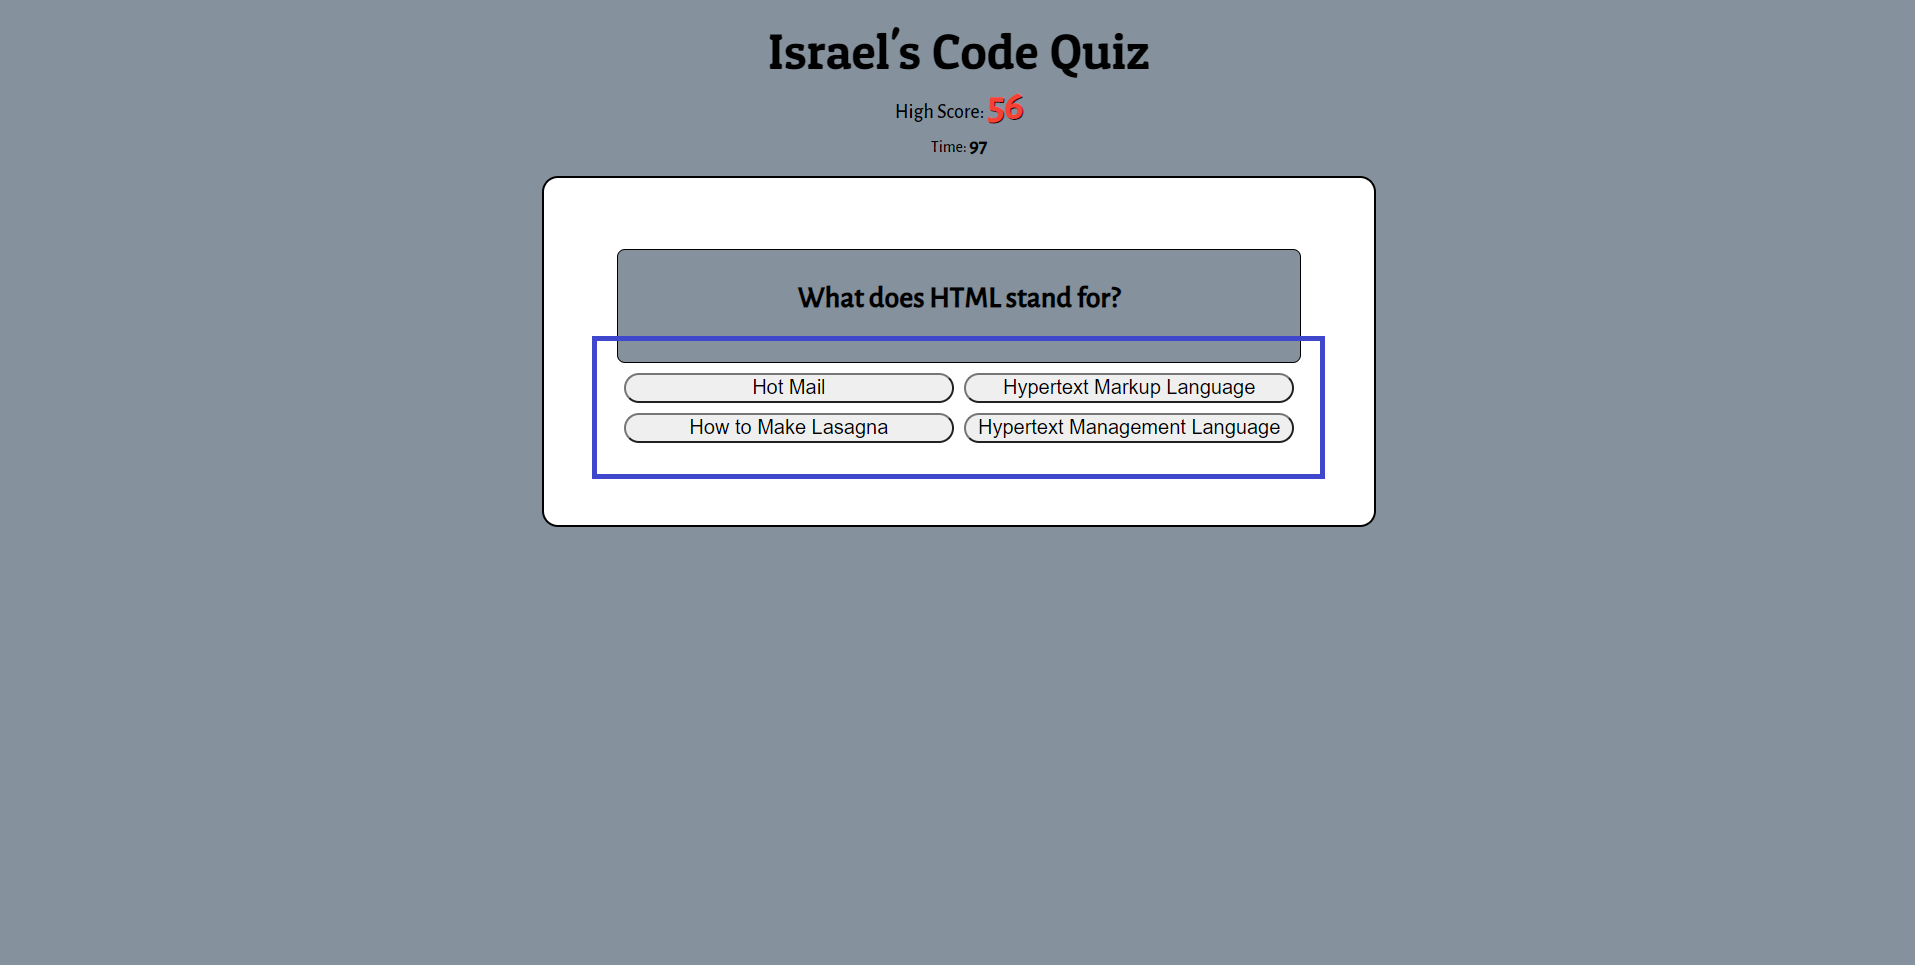 Israel's Code Quiz
High Score: 56
Time: 97
What does HTML stand for?
Hot Mail
Hypertext Markup Language
How to Make Lasagna
Hypertext Management Language